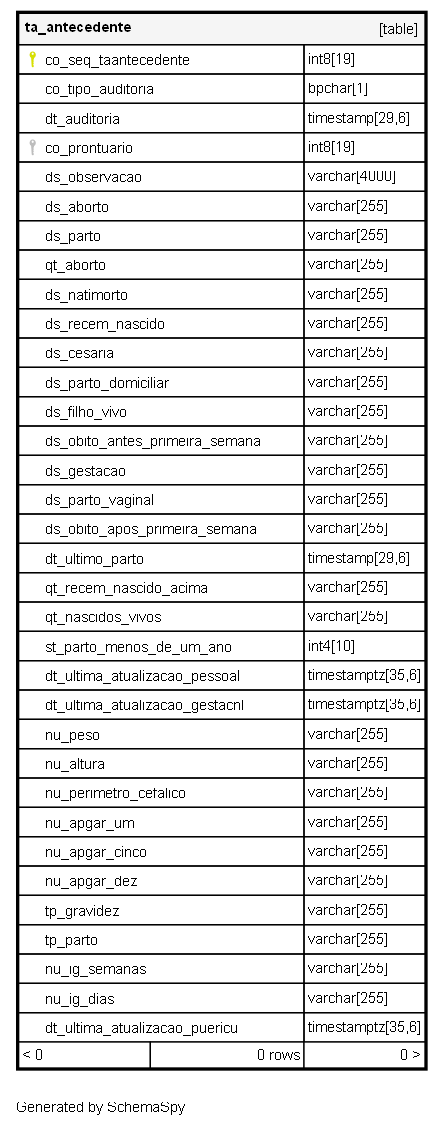 ta_antecedente [table]
co_seq_taantecedente int8[19]
co_tipo_auditoria bpchar[1]
dt_auditoria timestamp[29,6]
co_prontuario int8[19]
ds_observacao varchar[4000]
ds_aborto varchar[255]
ds_parto varchar[255]
qt_aborto varchar[255]
ds_natimorto varchar[255]
ds_recem_nascido varchar[255]
ds_cesaria varchar[255]
ds_parto_domiciliar varchar[255]
ds_filho_vivo varchar[255]
ds_obito_antes_primeira_semana varchar[255]
ds_gestacao varchar[255]
ds_parto_vaginal varchar[255]
ds_obito_apos_primeira_semana varchar[255]
dt_ultimo_parto timestamp[29,6]
qt_recem_nascido_acima varchar[255]
qt_nascidos_vivos varchar[255]
st_parto_menos_de_um_ano int4[10]
dt_ultima_atualizacao_pessoal timestamptz[35,6]
dt_ultima_atualizacao_gestacnl timestamptz[35,6]
nu_peso varchar[255]
nu_altura varchar[255]
nu_perimetro_cefalico varchar[255]
nu_apgar_um varchar[255]
nu_apgar_cinco varchar[255]
nu_apgar_dez varchar[255]
tp_gravidez varchar[255]
tp_parto varchar[255]
nu_ig_semanas varchar[255]
nu_ig_dias varchar[255]
dt_ultima_atualizacao_puericu timestamptz[35,6]
< 0 0 rows 0 >
Generated by SchemaSpy